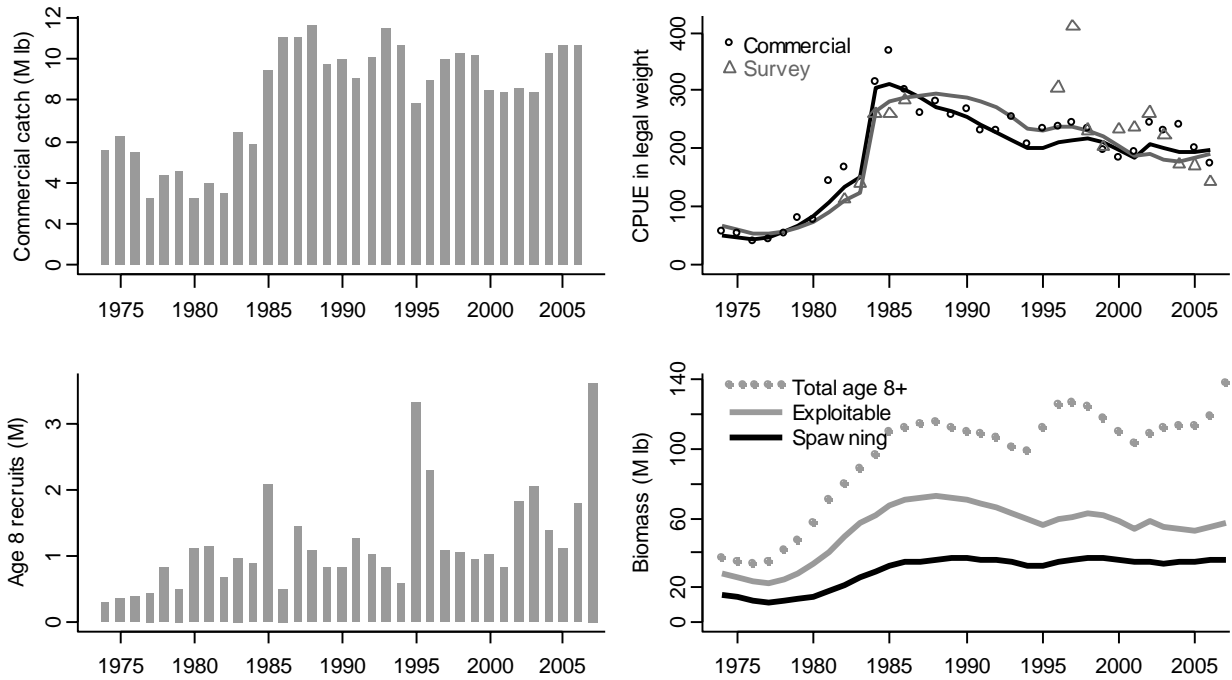 Commercial catch (M lb)
12
10
8
6
4
2
0
1975 1980 1985 1990 1995 2000 2005
CPUE in legal weight
400
300
200
100
0
Commercial
Survey
1975 1980 1985 1990 1995 2000 2005
Age 8 recruits (M)
3
2
1
0
1975 1980 1985 1990 1995 2000 2005
Biomass (M lb)
140
100
60
20
0
Total age 8+
Exploitable
Spaw ning
1975 1980 1985 1990 1995 2000 2005